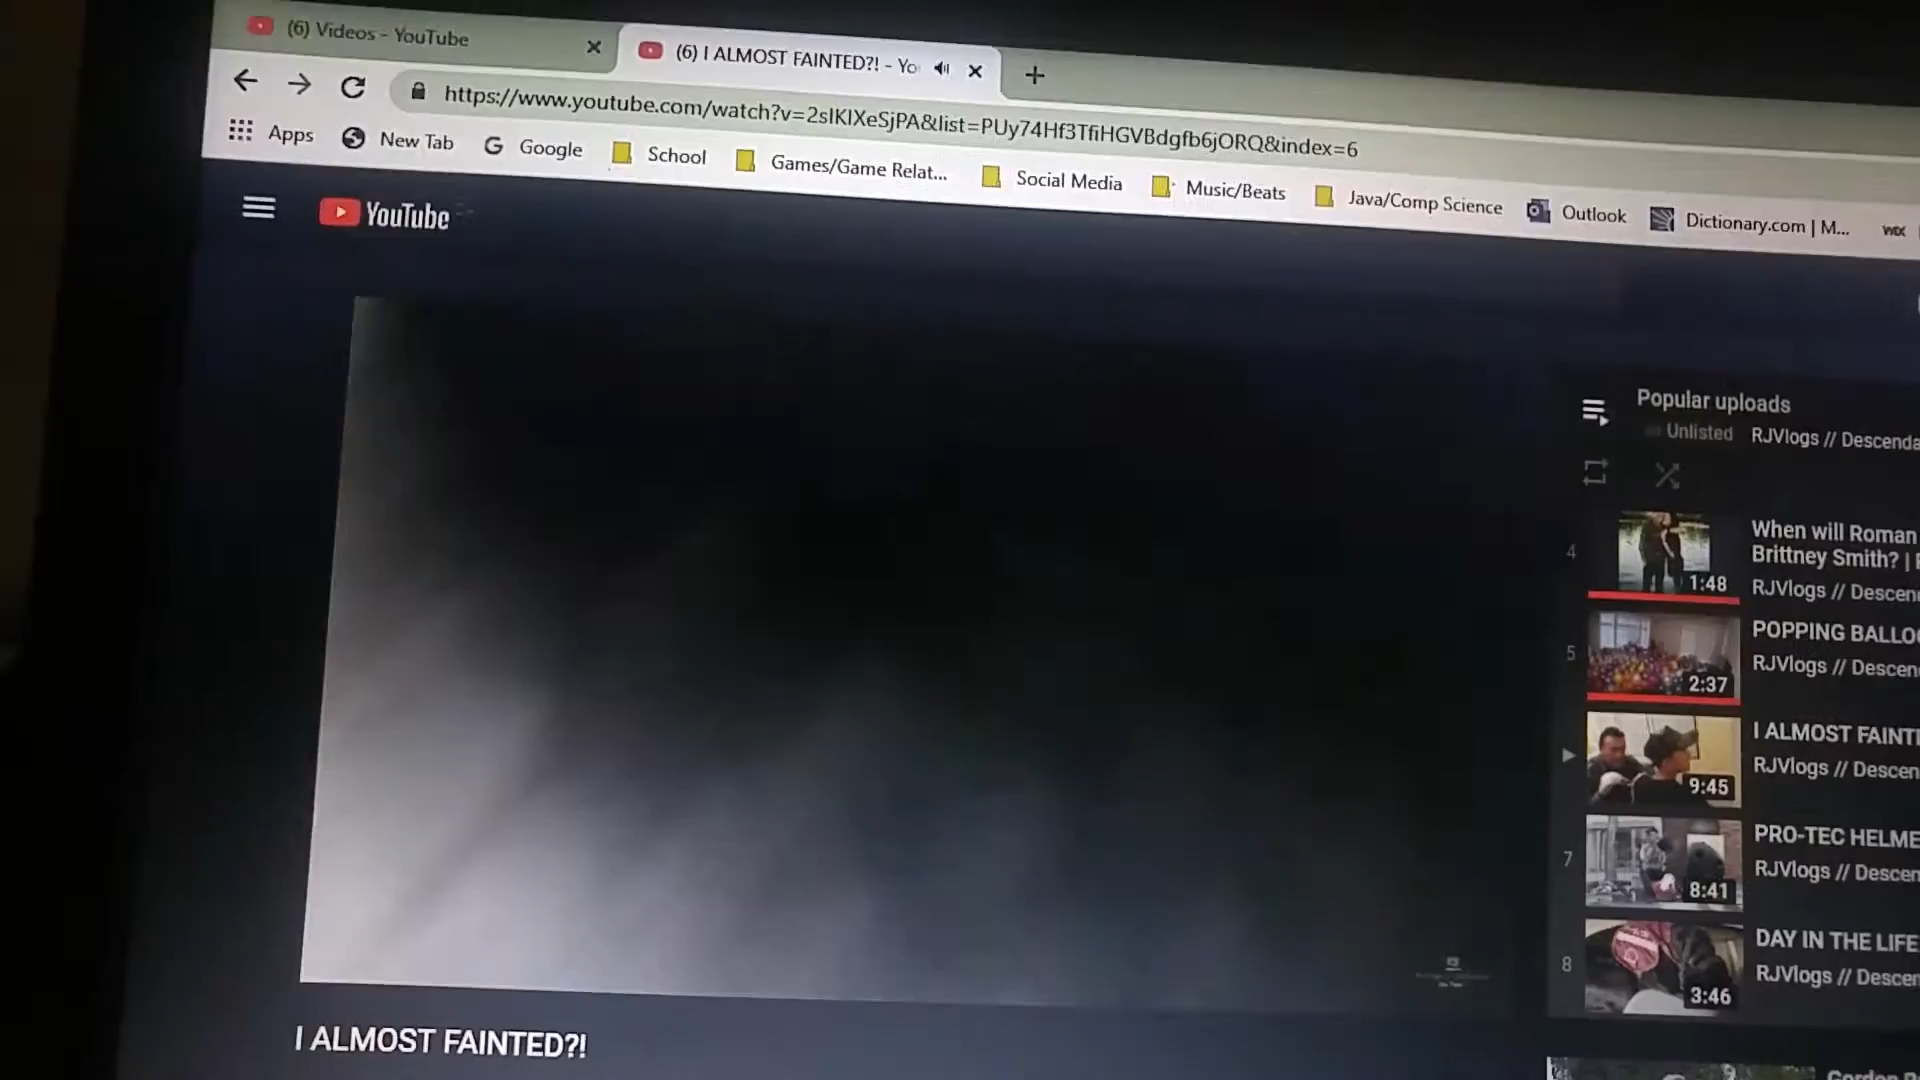 (6) Videos - YouTube
(6) I ALMOST FAINTED?! - Yo
https://www.youtube.com/watch?v=2sIKIXeSjPA&list=PUy74Hf3TfiHGVBdgfb6jORQ&index=6
Apps New Tab Google School Games/Game Relat... Social Media Music/Beats Java/Comp Science Outlook Dictionary.com | M... WIX
YouTube
Popular uploads
Unlisted RJVlogs // Descenda
4
When will Roman
Brittney Smith? |
1:48
RJVlogs // Descen
5
POPPING BALLO
RJVlogs // Descen
2:37
I ALMOST FAINT
RJVlogs // Descen
9:45
7
PRO-TEC HELME
RJVlogs // Descen
8:41
8
DAY IN THE LIFE
RJVlogs // Descen
3:46
I ALMOST FAINTED?!